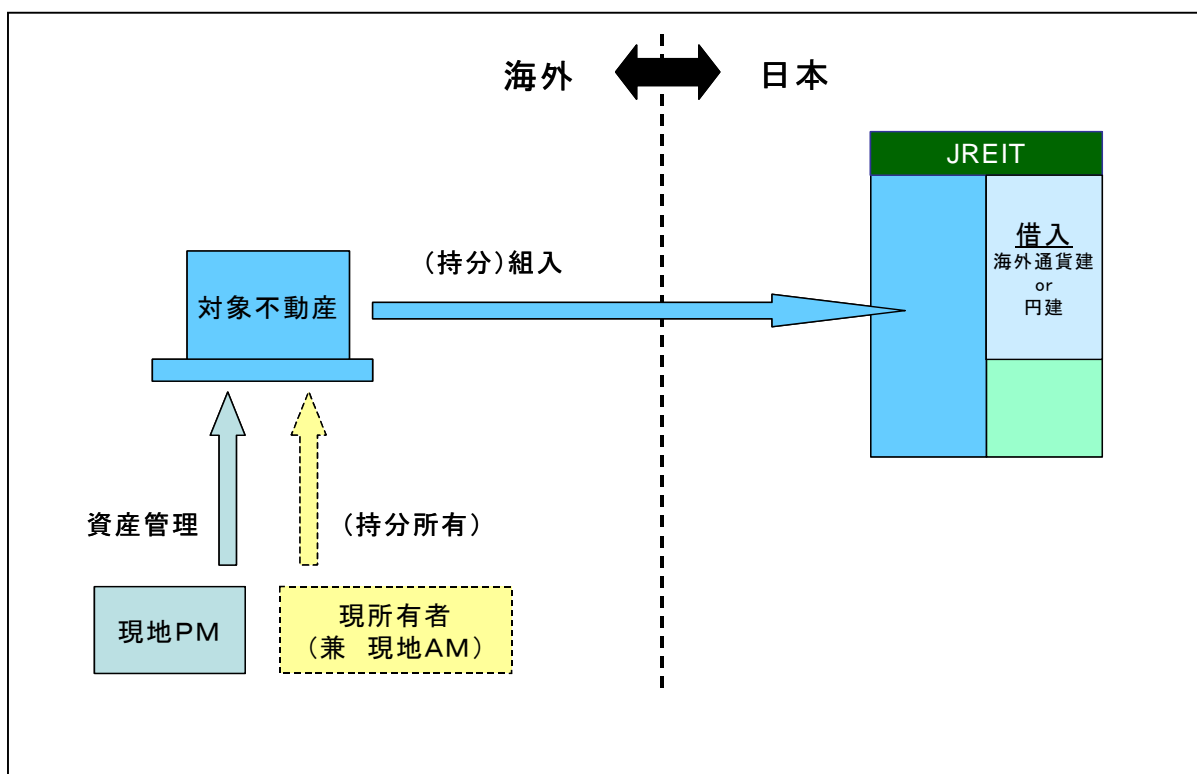 海外
日本
JREIT
借入
海外通貨建
or
円建
(持分)組入
対象不動産
資産管理
(持分所有)
現地PM
現所有者
(兼 現地AM)